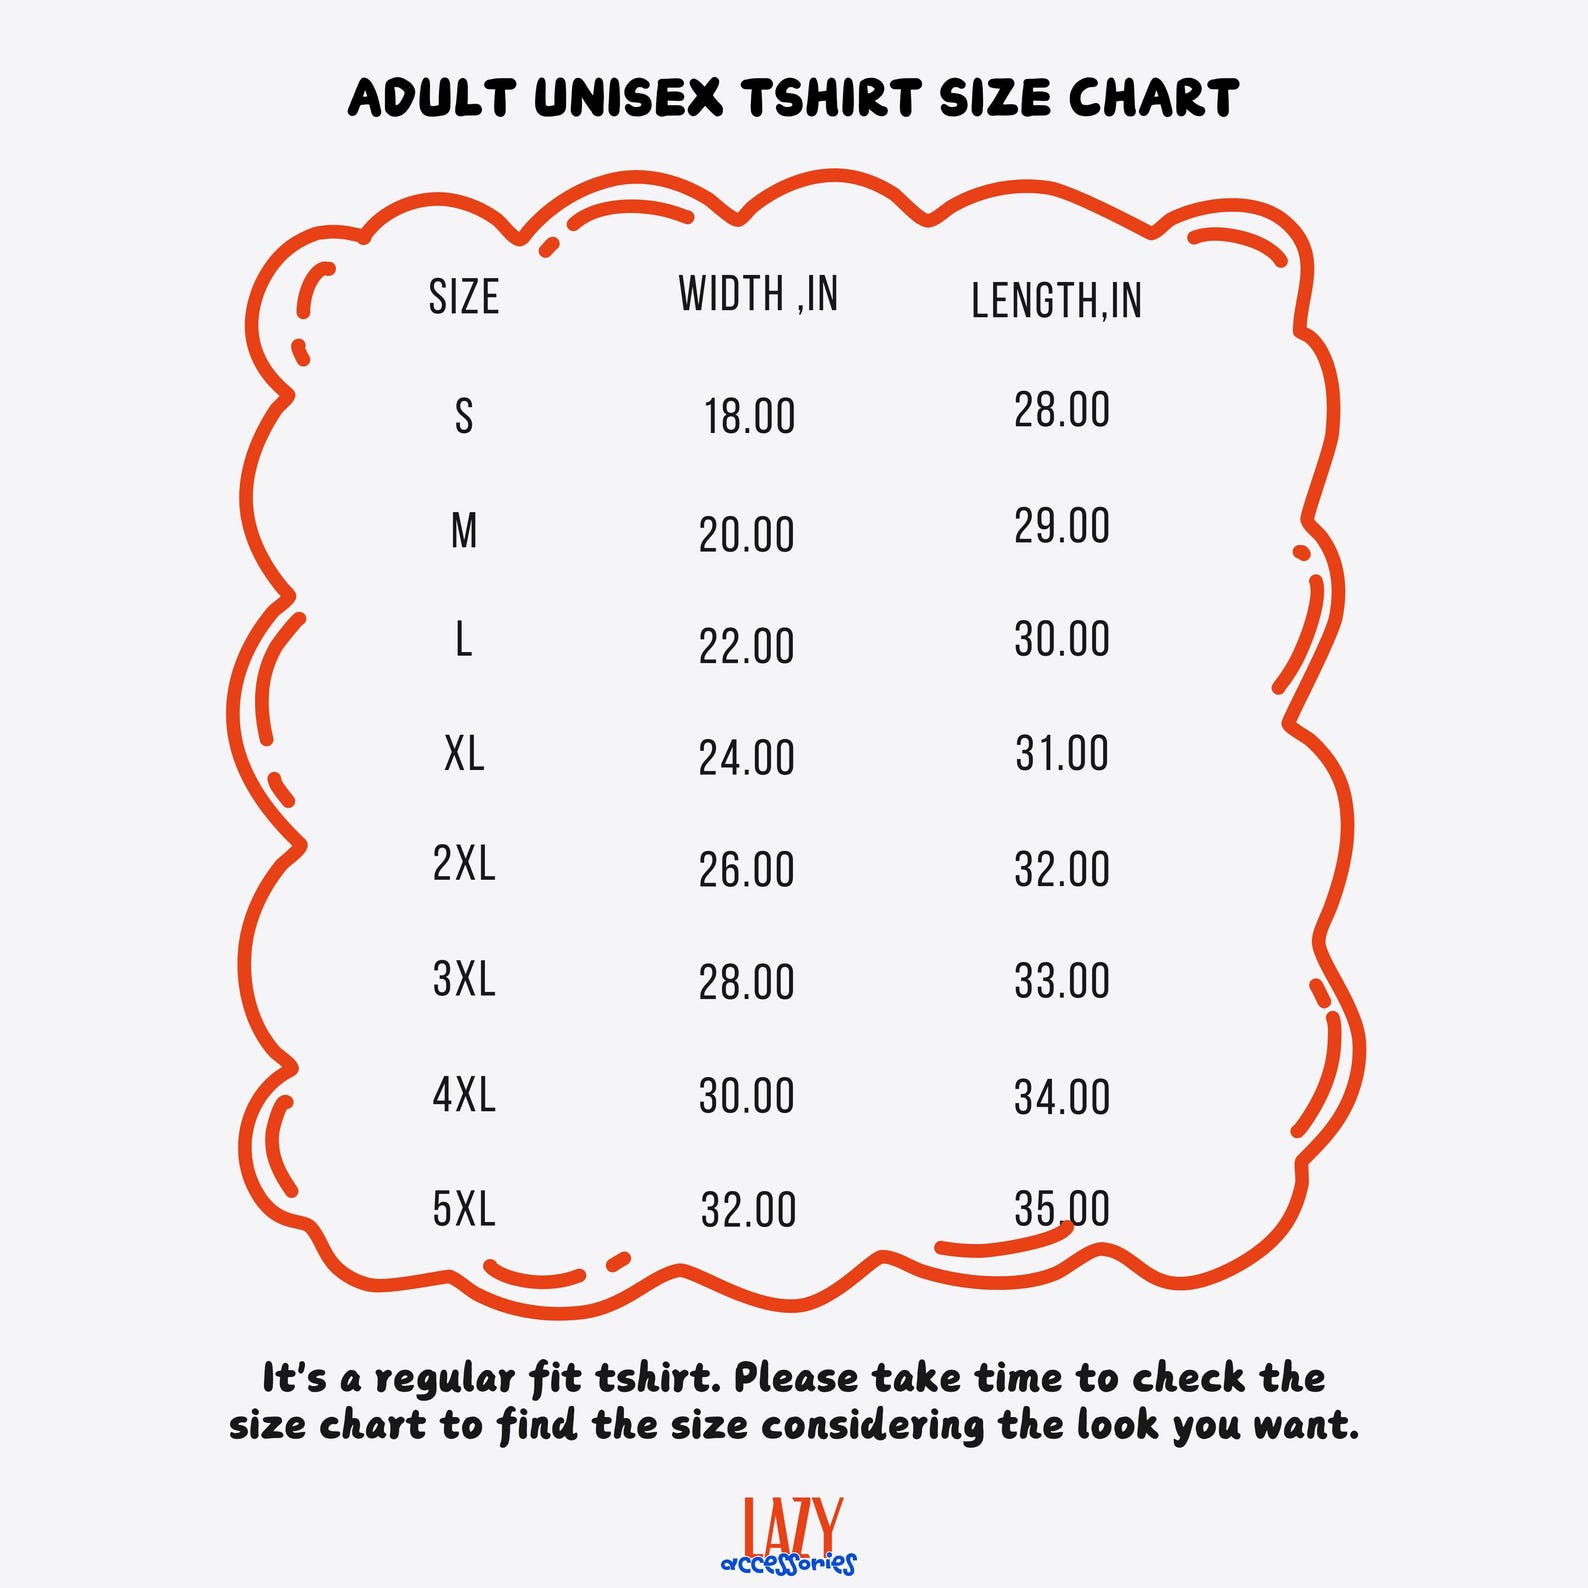 ADULT UNISEX TSHIRT SIZE CHART
SIZE WIDTH ,IN LENGTH,IN
S 18.00 28.00
M 20.00 29.00
L 22.00 30.00
XL 24.00 31.00
2XL 26.00 32.00
3XL 28.00 33.00
4XL 30.00 34.00
5XL 32.00 35.00
It's a regular fit tshirt. Please take time to check the
size chart to find the size considering the look you want.
LAZY
accessories